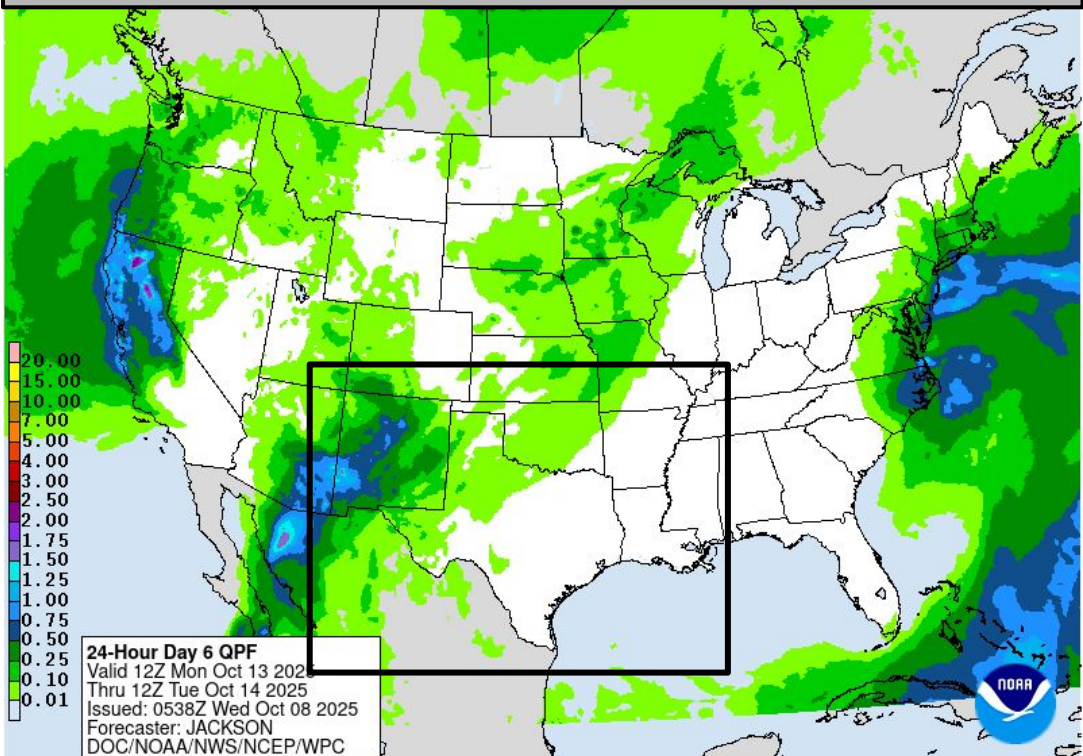 20.00
15.00
10.00
7.00
5.00
4.00
3.00
2.50
2.00
1.75
1.50
1.25
1.00
0.75
0.50
0.25
0.10
0.01
24-Hour Day 6 QPF
Valid 12Z Mon Oct 13 2025
Thru 12Z Tue Oct 14 2025
Issued: 0538Z Wed Oct 08 2025
Forecaster: JACKSON
DOC/NOAA/NWS/NCEP/WPC
NOAA